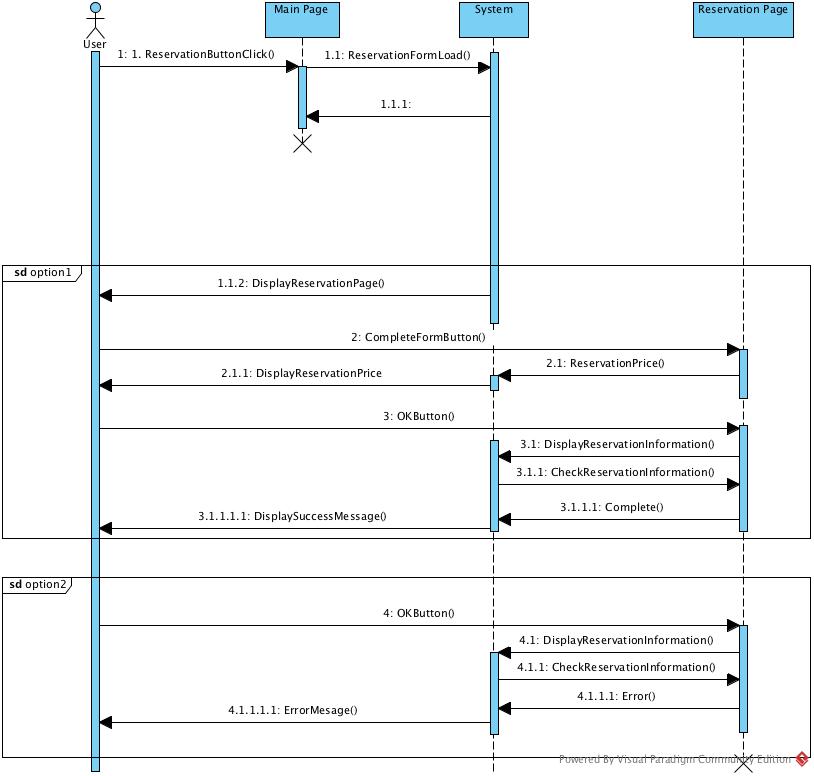 Main Page
System
Reservation Page
User
1: 1. ReservationButtonClick()
1.1: ReservationFormLoad()
1.1.1:
sd option1
1.1.2: DisplayReservationPage()
2: CompleteFormButton()
2.1: ReservationPrice()
2.1.1: DisplayReservationPrice
3: OKButton()
3.1: DisplayReservationInformation()
3.1.1: CheckReservationInformation()
3.1.1.1: Complete()
3.1.1.1.1: DisplaySuccessMessage()
sd option2
4: OKButton()
4.1: DisplayReservationInformation()
4.1.1: CheckReservationInformation()
4.1.1.1: Error()
4.1.1.1.1: ErrorMesage()
Powered By Visual Paradigm Community Edition